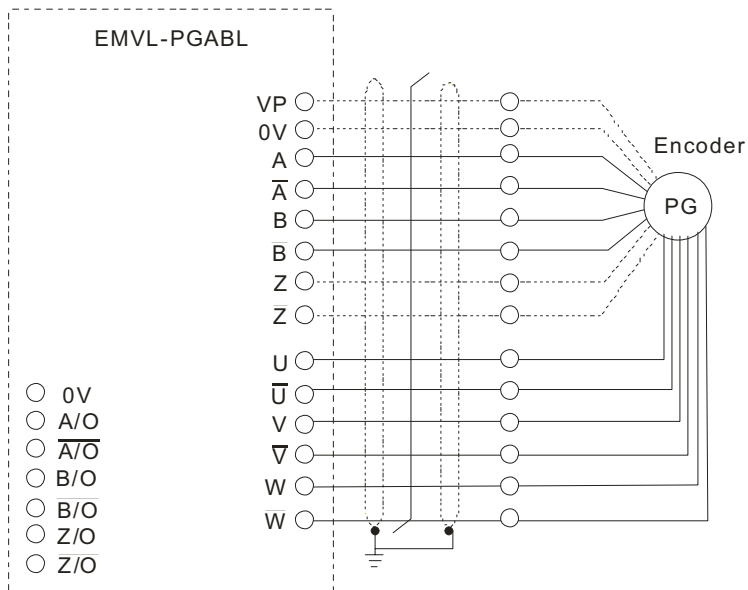 EMVL-PGABL
VP
0V
A
A̅
B
B̅
Z
Z̅
U
U̅
V
V̅
W
W̅
Encoder
PG
0V
A/O
A̅/̅O̅
B/O
B̅/̅O̅
Z/O
Z̅/̅O̅